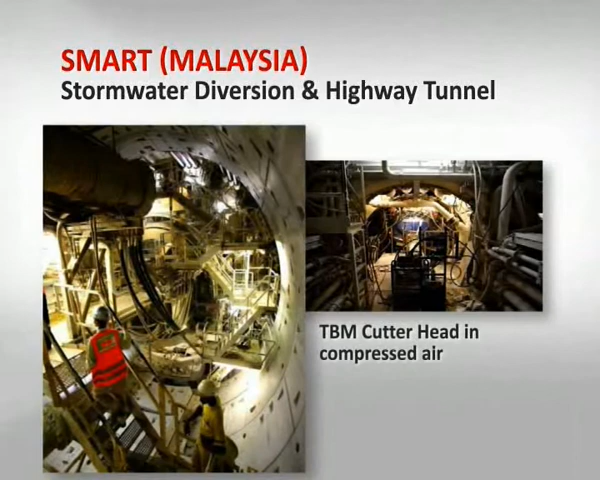 SMART (MALAYSIA)
Stormwater Diversion & Highway Tunnel
TBM Cutter Head in
compressed air